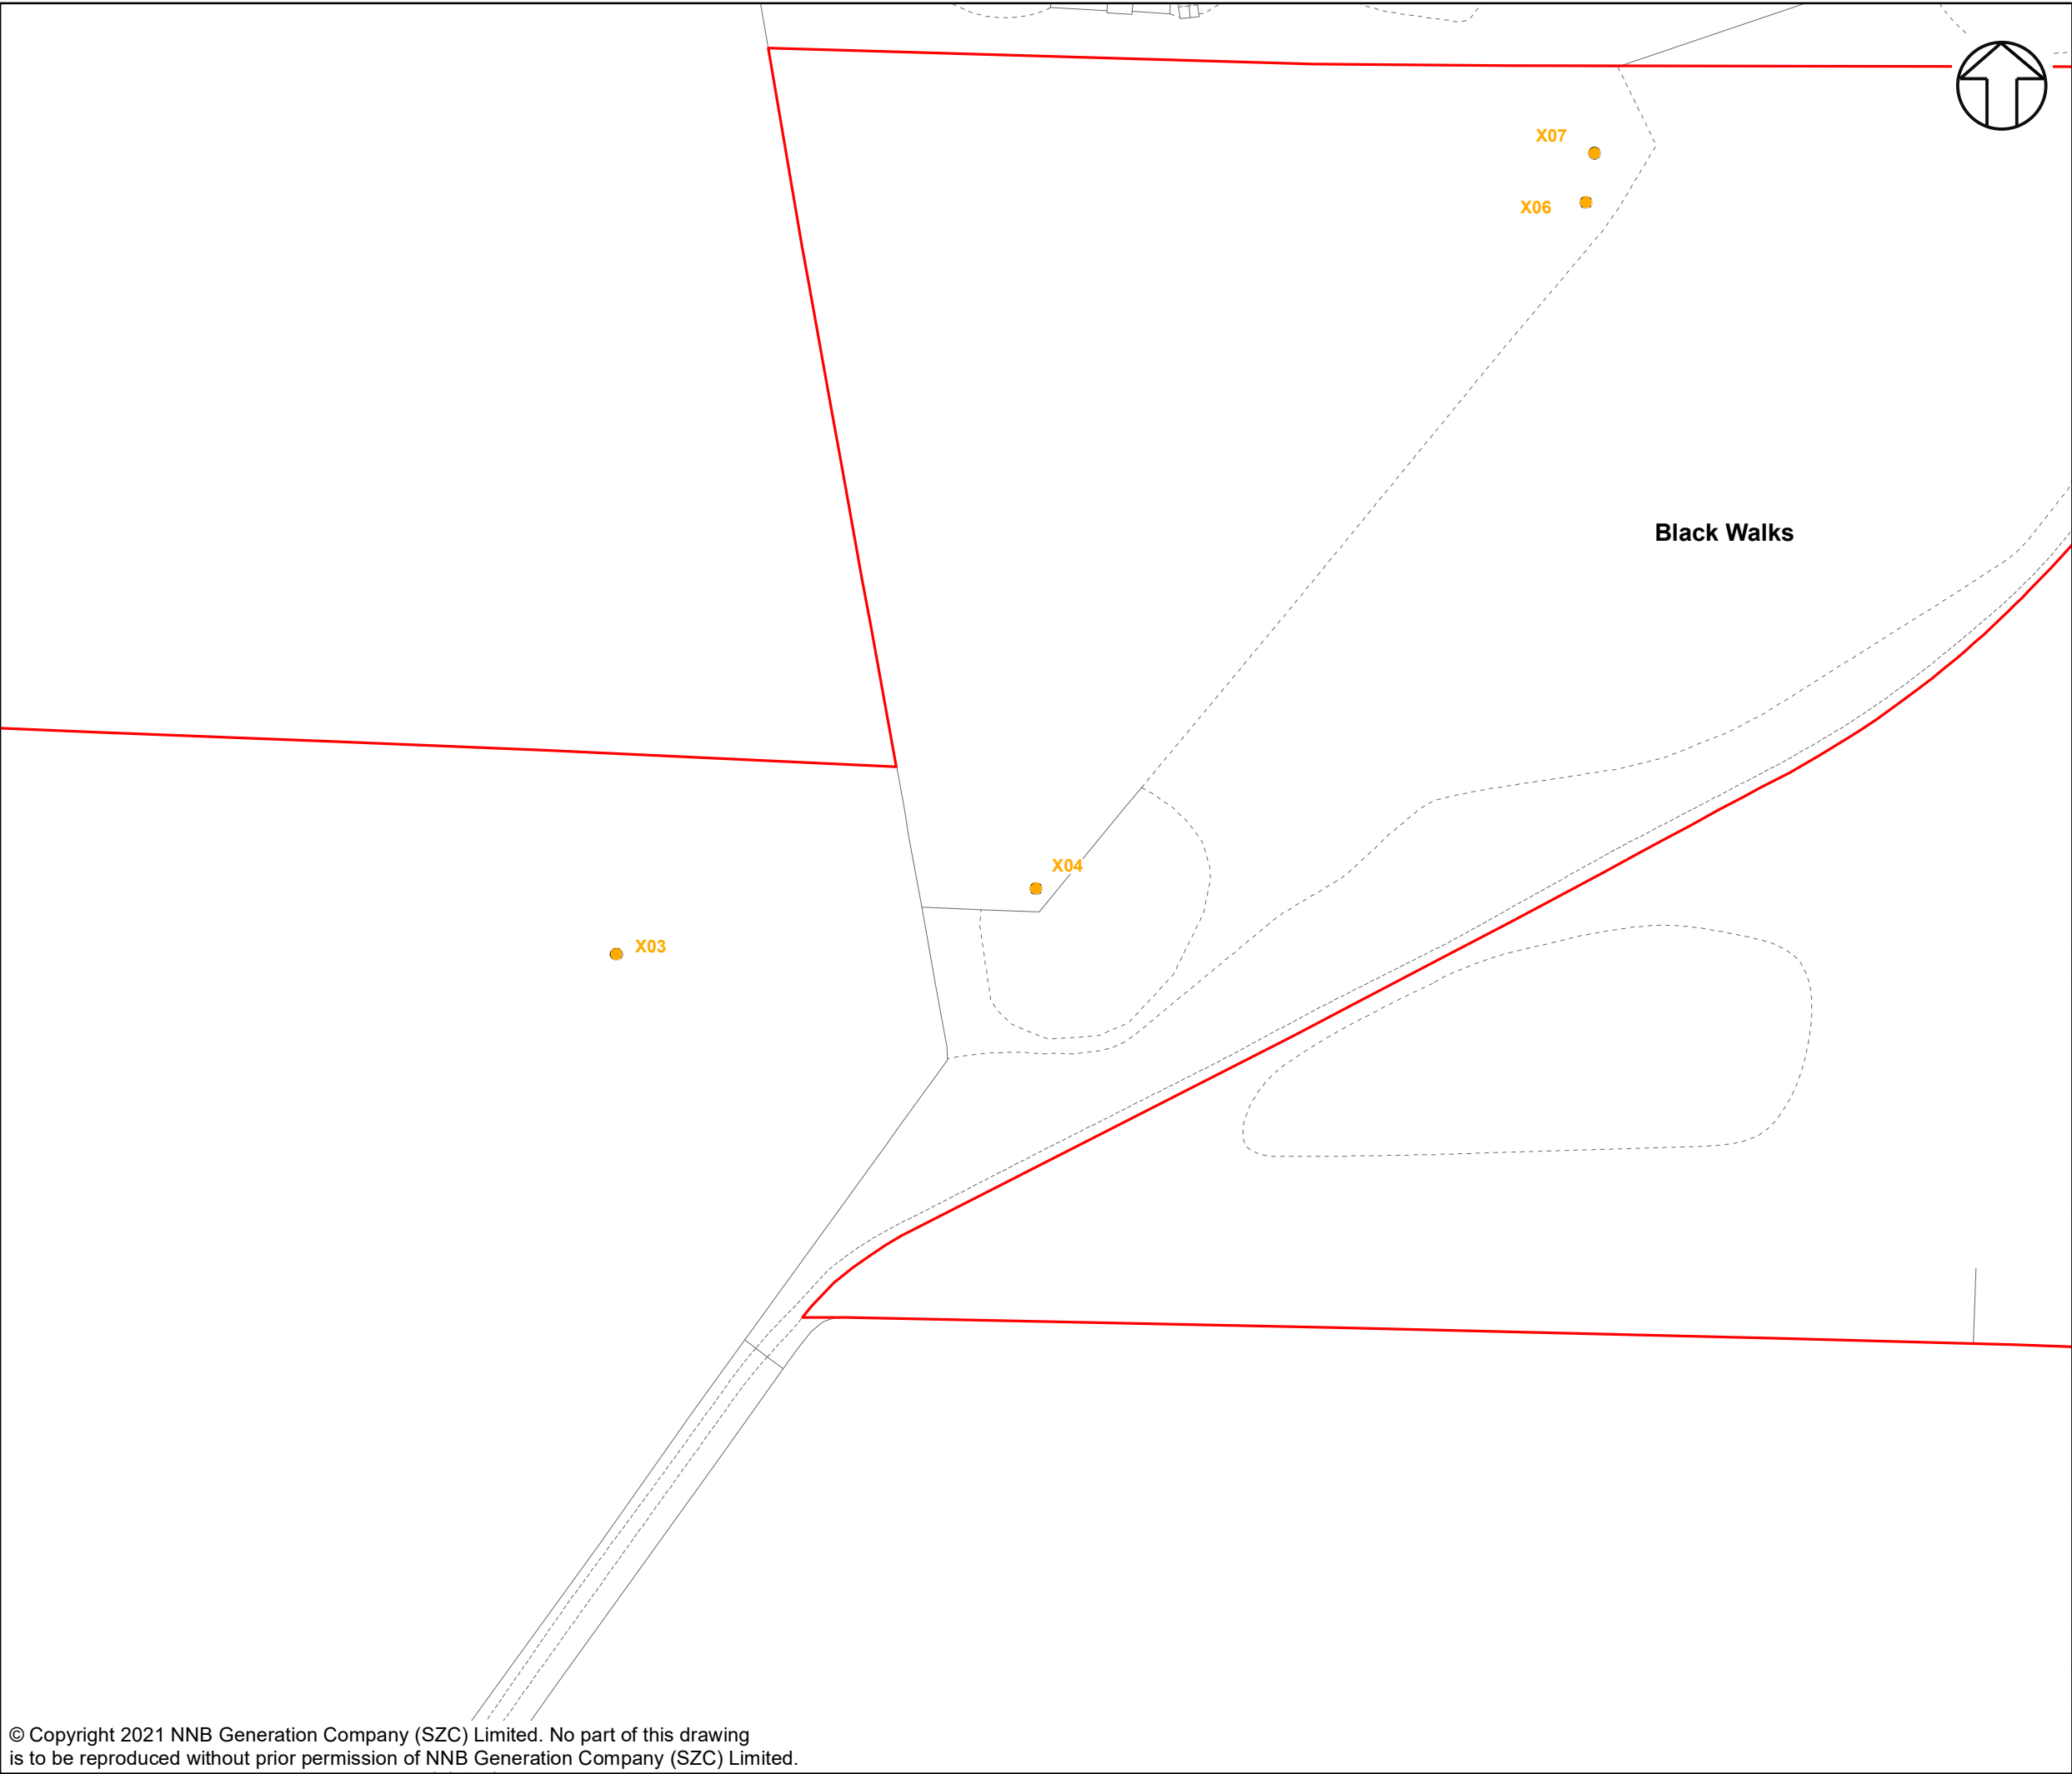 X07
X06
Black Walks
X04
X03
© Copyright 2021 NNB Generation Company (SZC) Limited. No part of this drawing
is to be reproduced without prior permission of NNB Generation Company (SZC) Limited.